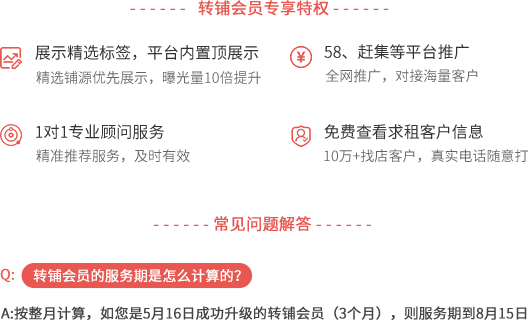 转铺会员专享特权
展示精选标签，平台内置顶展示
精选铺源优先展示，曝光量10倍提升
58、赶集等平台推广
全网推广，对接海量客户
1对1专业顾问服务
精准推荐服务，及时有效
免费查看求租客户信息
10万+找店客户，真实电话随意打
常见问题解答
Q: 转铺会员的服务期是怎么计算的?
A:按整月计算，如您是5月16日成功升级的转铺会员（3个月），则服务期到8月15日